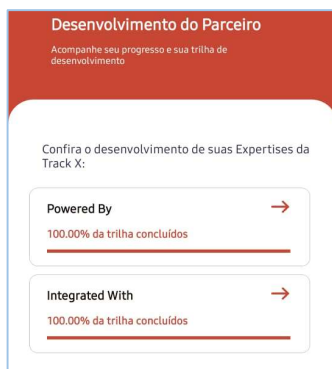 Desenvolvimento do Parceiro
Acompanhe seu progresso e sua trilha de
desenvolvimento
Confira o desenvolvimento de suas Expertises da
Track X:
Powered By
100.00% da trilha concluídos
Integrated With
100.00% da trilha concluídos